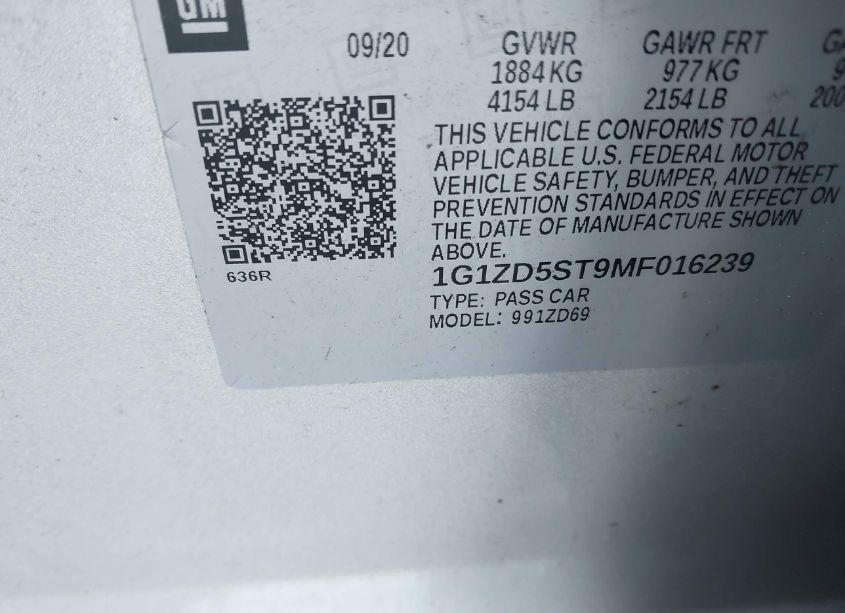 GM
09/20 GVWR GAWR FRT
1884 KG 977 KG
4154 LB 2154 LB
THIS VEHICLE CONFORMS TO ALL
APPLICABLE U.S. FEDERAL MOTOR
VEHICLE SAFETY, BUMPER, AND THEFT
PREVENTION STANDARDS IN EFFECT ON
THE DATE OF MANUFACTURE SHOWN
ABOVE.
636R
1G1ZD5ST9MF016239
TYPE: PASS CAR
MODEL: 991ZD69